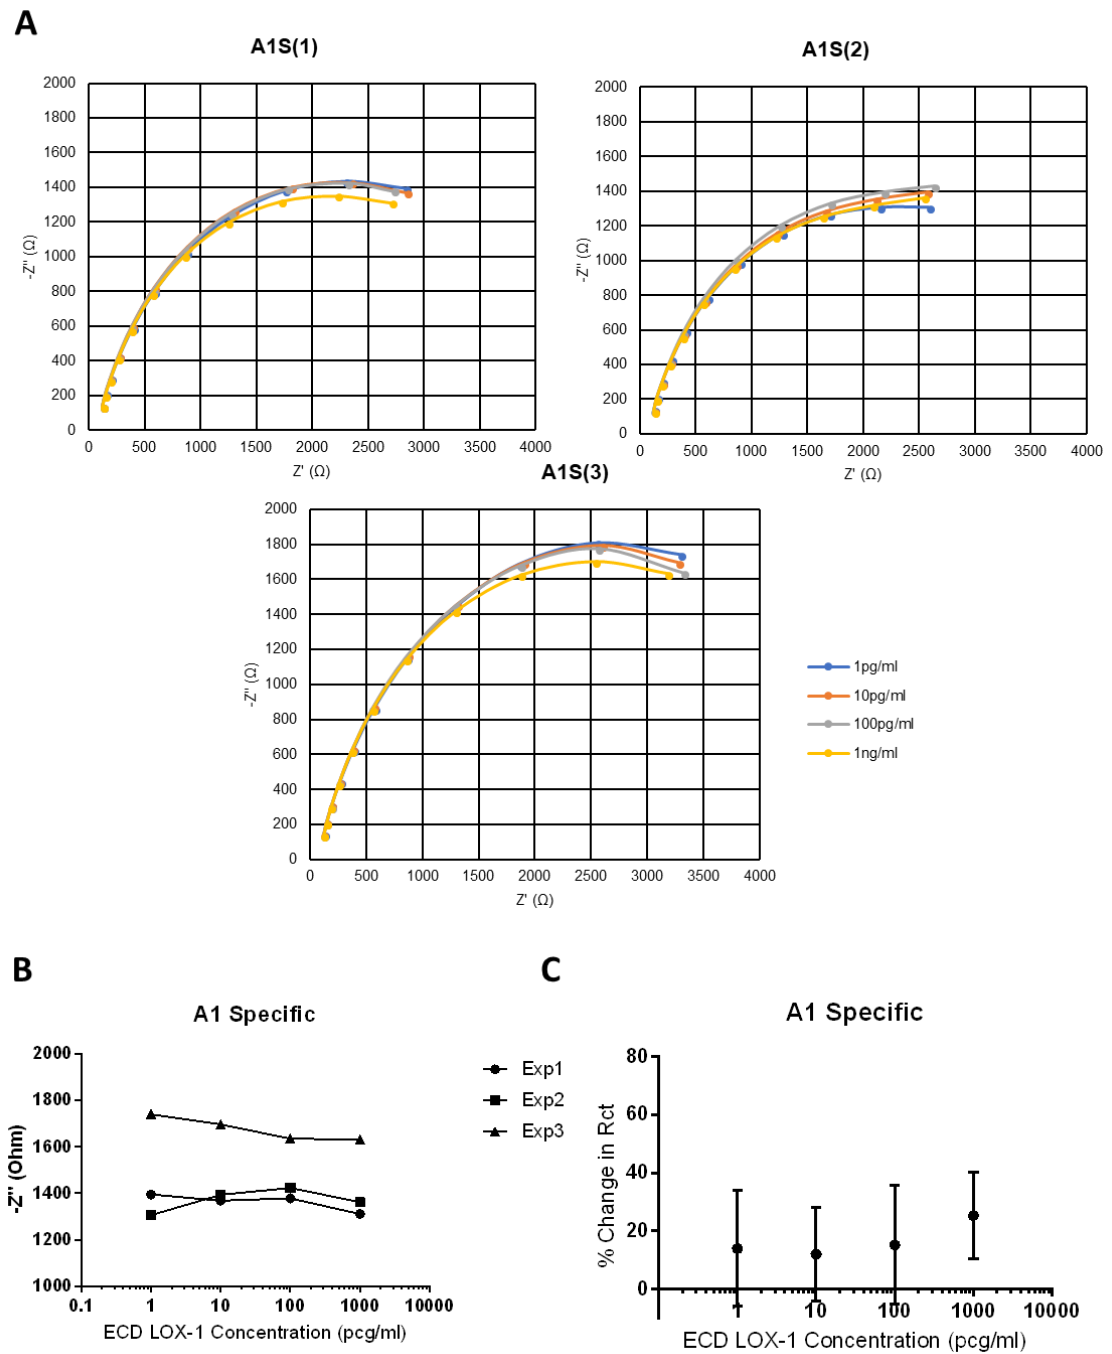 A
A1S(1)
2000
1800
1600
1400
1200
1000
800
600
400
200
0
-Z'' (Ω)
0 500 1000 1500 2000 2500 3000 3500 4000
Z' (Ω)
A1S(2)
2000
1800
1600
1400
1200
1000
800
600
400
200
0
-Z'' (Ω)
0 500 1000 1500 2000 2500 3000 3500 4000
Z' (Ω)
A1S(3)
2000
1800
1600
1400
1200
1000
800
600
400
200
0
-Z'' (Ω)
0 500 1000 1500 2000 2500 3000 3500 4000
Z' (Ω)
1pg/ml
10pg/ml
100pg/ml
1ng/ml
B
A1 Specific
2000
1800
1600
1400
1200
1000
-Z'' (Ohm)
0.1 1 10 100 1000 10000
ECD LOX-1 Concentration (pcg/ml)
Exp1
Exp2
Exp3
C
A1 Specific
80
60
40
20
0
% Change in Rct
1 10 100 1000 10000
ECD LOX-1 Concentration (pcg/ml)